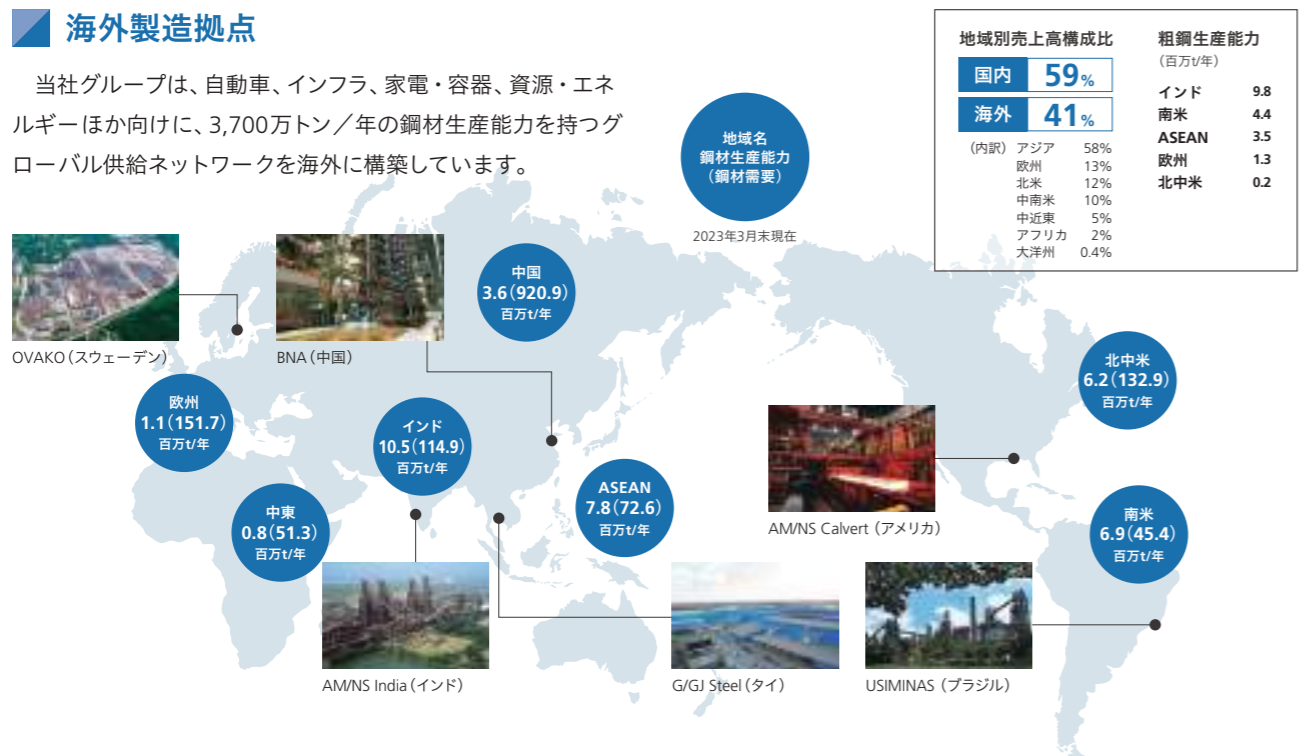 海外製造拠点
当社グループは、自動車、インフラ、家電・容器、資源・エネ
ルギーほか向けに、3,700万トン／年の鋼材生産能力を持つグ
ローバル供給ネットワークを海外に構築しています。
地域名
鋼材生産能力
（鋼材需要）
2023年3月末現在
地域別売上高構成比
国内 59%
海外 41%
（内訳） アジア 58%
欧州 13%
北米 12%
中南米 10%
中近東 5%
アフリカ 2%
大洋州 0.4%
粗鋼生産能力
（百万t/年）
インド 9.8
南米 4.4
ASEAN 3.5
欧州 1.3
北中米 0.2
OVAKO（スウェーデン）
BNA（中国）
中国
3.6（920.9）
百万t/年
欧州
1.1（151.7）
百万t/年
インド
10.5（114.9）
百万t/年
中東
0.8（51.3）
百万t/年
ASEAN
7.8（72.6）
百万t/年
北中米
6.2（132.9）
百万t/年
南米
6.9（45.4）
百万t/年
AM/NS Calvert（アメリカ）
AM/NS India（インド）
G/GJ Steel（タイ）
USIMINAS（ブラジル）